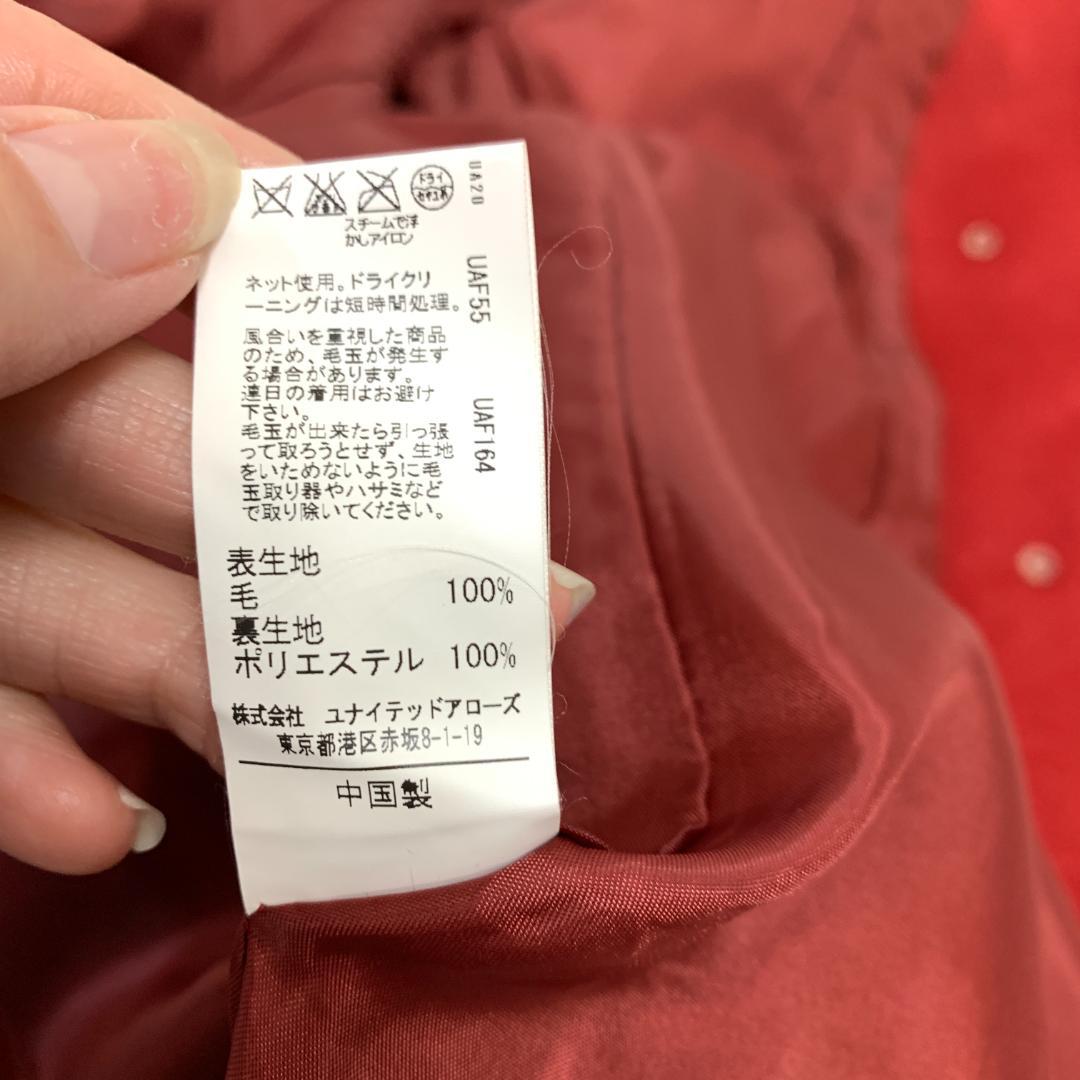 ドライ
セキユ系
スチームで浮
かしアイロン
ネット使用。ドライクリ
ーニングは短時間処理。
風合いを重視した商品
のため、毛玉が発生す
る場合があります。
連日の着用はお避け
下さい。
毛玉が出来たら引っ張
って取ろうとせず、生地
をいためないように毛
玉取り器やハサミなど
で取り除いてください。
表生地
毛 100%
裏生地
ポリエステル 100%
株式会社 ユナイテッドアローズ
東京都港区赤坂8-1-19
中国製
UA20
UAF55
UAF164